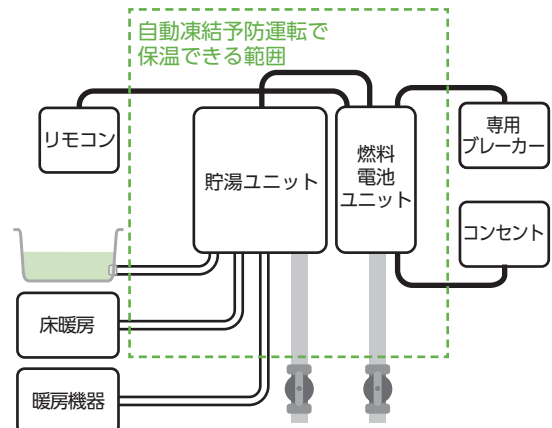 自動凍結予防運転で
保温できる範囲
リモコン
貯湯ユニット
燃料
電池
ユニット
専用
ブレーカー
コンセント
床暖房
暖房機器